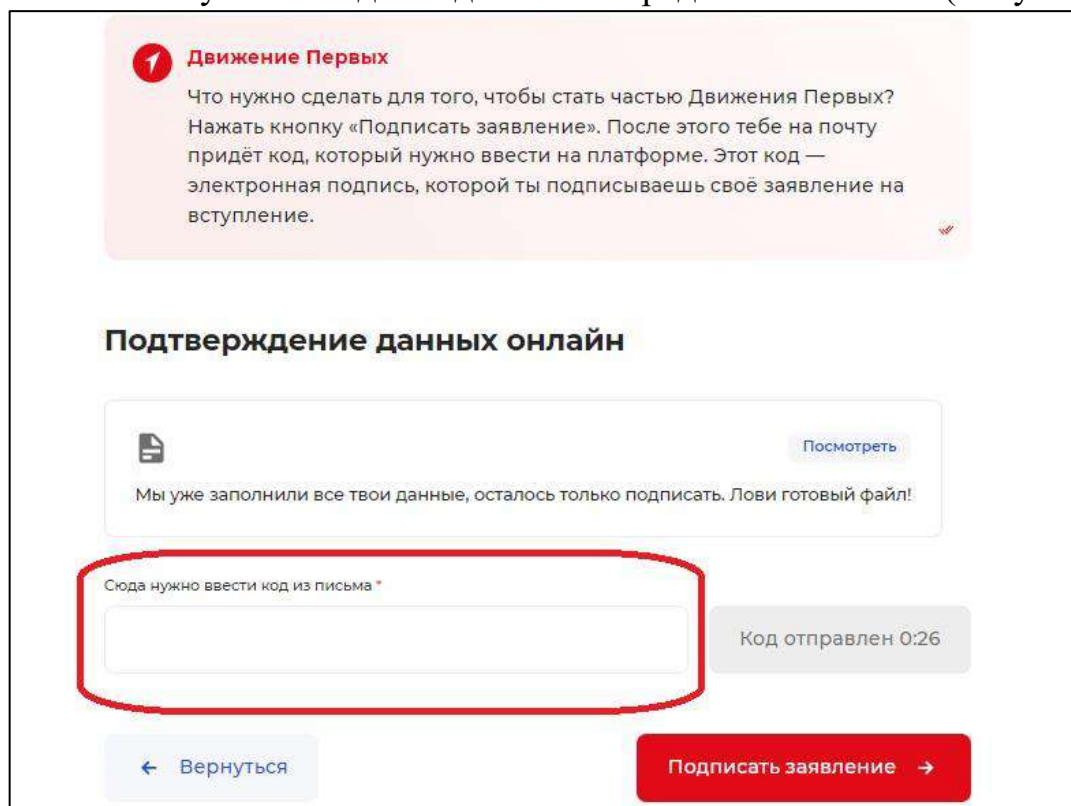 Движение Первых
Что нужно сделать для того, чтобы стать частью Движения Первых?
Нажать кнопку «Подписать заявление». После этого тебе на почту
придёт код, который нужно ввести на платформе. Этот код —
электронная подпись, которой ты подписываешь своё заявление на
вступление.
Подтверждение данных онлайн
Посмотреть
Мы уже заполнили все твои данные, осталось только подписать. Лови готовый файл!
Сюда нужно ввести код из письма *
Код отправлен 0:26
← Вернуться
Подписать заявление →